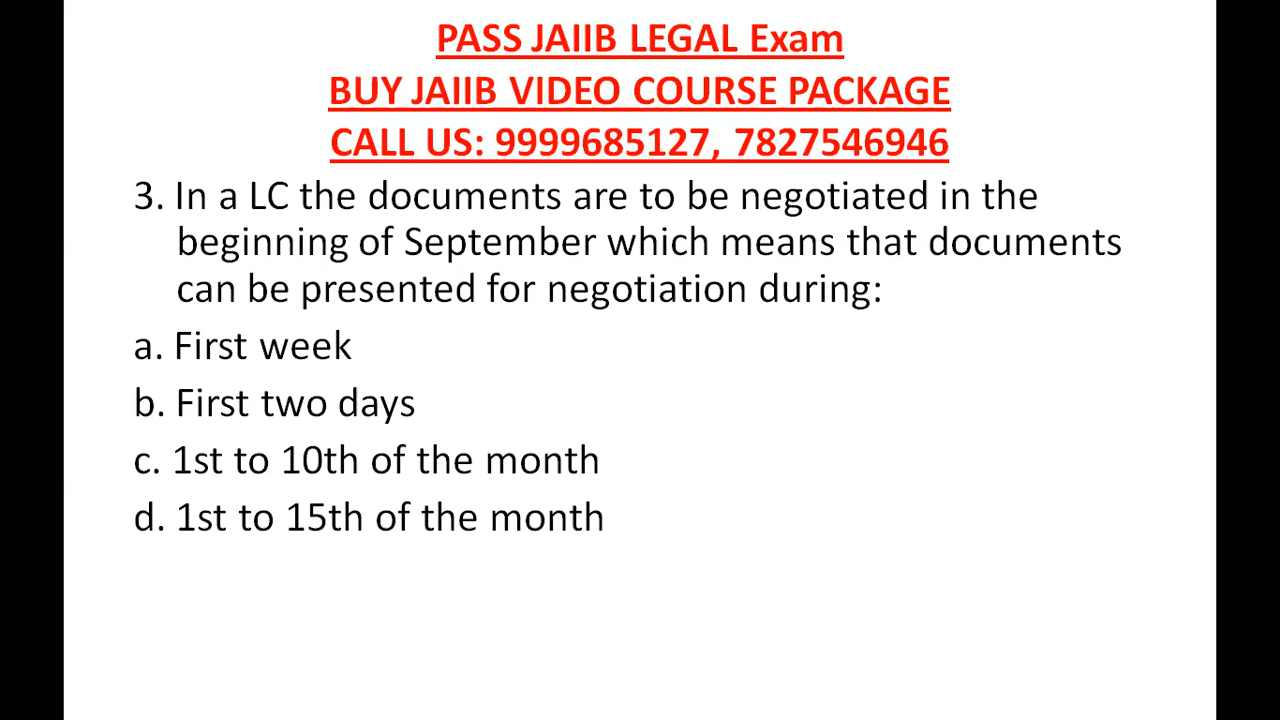 PASS JAIIB LEGAL Exam
BUY JAIIB VIDEO COURSE PACKAGE
CALL US: 9999685127, 7827546946
3. In a LC the documents are to be negotiated in the
beginning of September which means that documents
can be presented for negotiation during:
a. First week
b. First two days
c. 1st to 10th of the month
d. 1st to 15th of the month